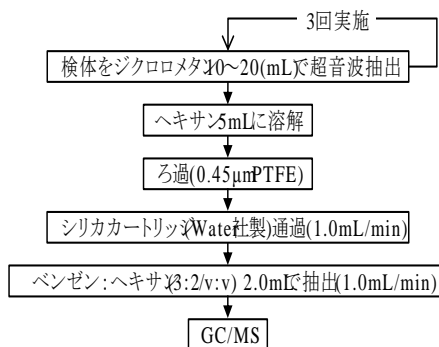 3回実施
検体をジクロロメタン10~20(mL)で超音波抽出
ヘキサン5mLに溶解
ろ過(0.45μmPTFE)
シリカカートリッジ(Water社製)通過(1.0mL/min)
ベンゼン:ヘキサン(3:2/v:v) 2.0mLで抽出(1.0mL/min)
GC/MS